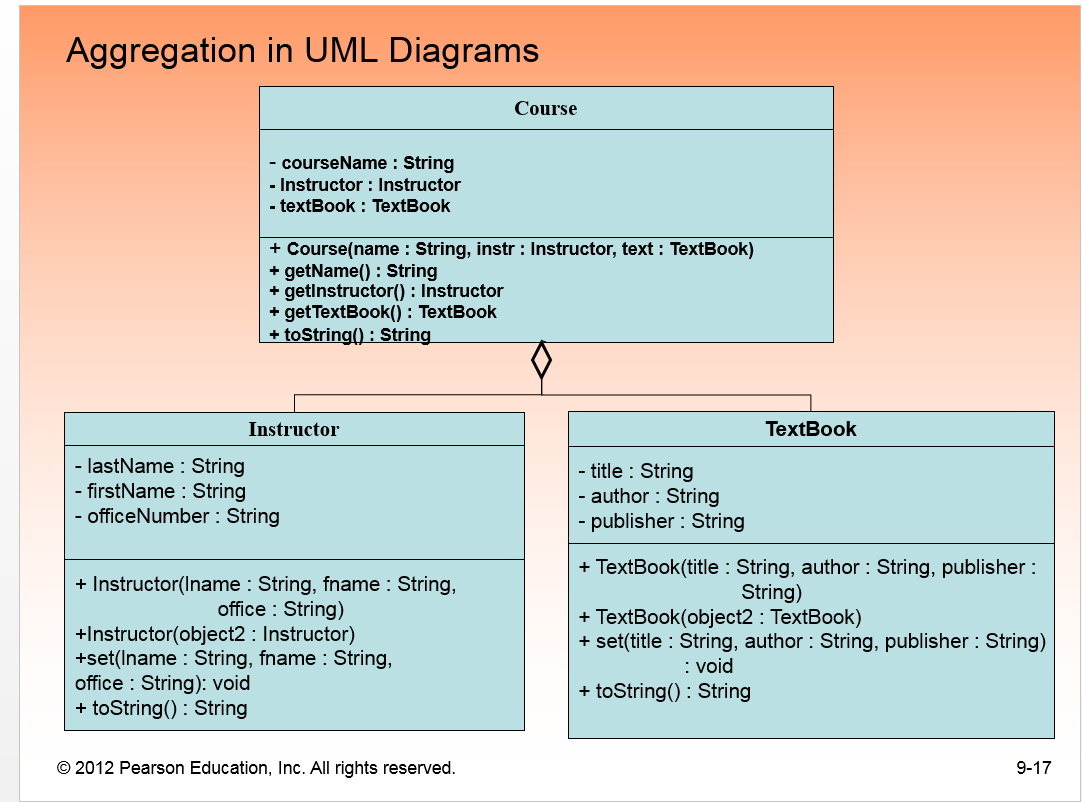 Aggregation in UML Diagrams
Course
- courseName : String
- Instructor : Instructor
- textBook : TextBook
+ Course(name : String, instr : Instructor, text : TextBook)
+ getName() : String
+ getInstructor() : Instructor
+ getTextBook() : TextBook
+ toString() : String
Instructor
- lastName : String
- firstName : String
- officeNumber : String
+ Instructor(lname : String, fname : String,
office : String)
+Instructor(object2 : Instructor)
+set(lname : String, fname : String,
office : String): void
+ toString() : String
TextBook
- title : String
- author : String
- publisher : String
+ TextBook(title : String, author : String, publisher :
String)
+ TextBook(object2 : TextBook)
+ set(title : String, author : String, publisher : String)
: void
+ toString() : String
© 2012 Pearson Education, Inc. All rights reserved.
9-17